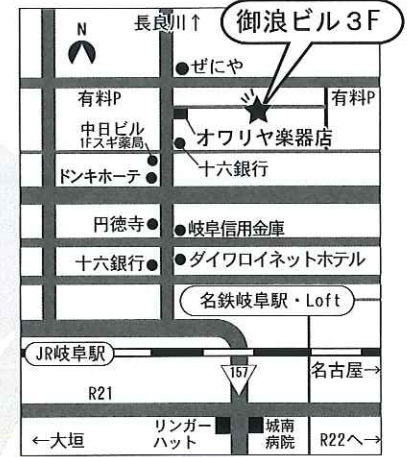 長良川↑
御浪ビル3F
N
●ぜにや
有料P
有料P
中日ビル
1Fスギ薬局
オワリヤ楽器店
十六銀行
ドンキホーテ
円徳寺
岐阜信用金庫
十六銀行
ダイワロイネットホテル
名鉄岐阜駅・Loft
JR岐阜駅
157
名古屋→
R21
リンガー
ハット
城南
病院
←大垣
R22へ→